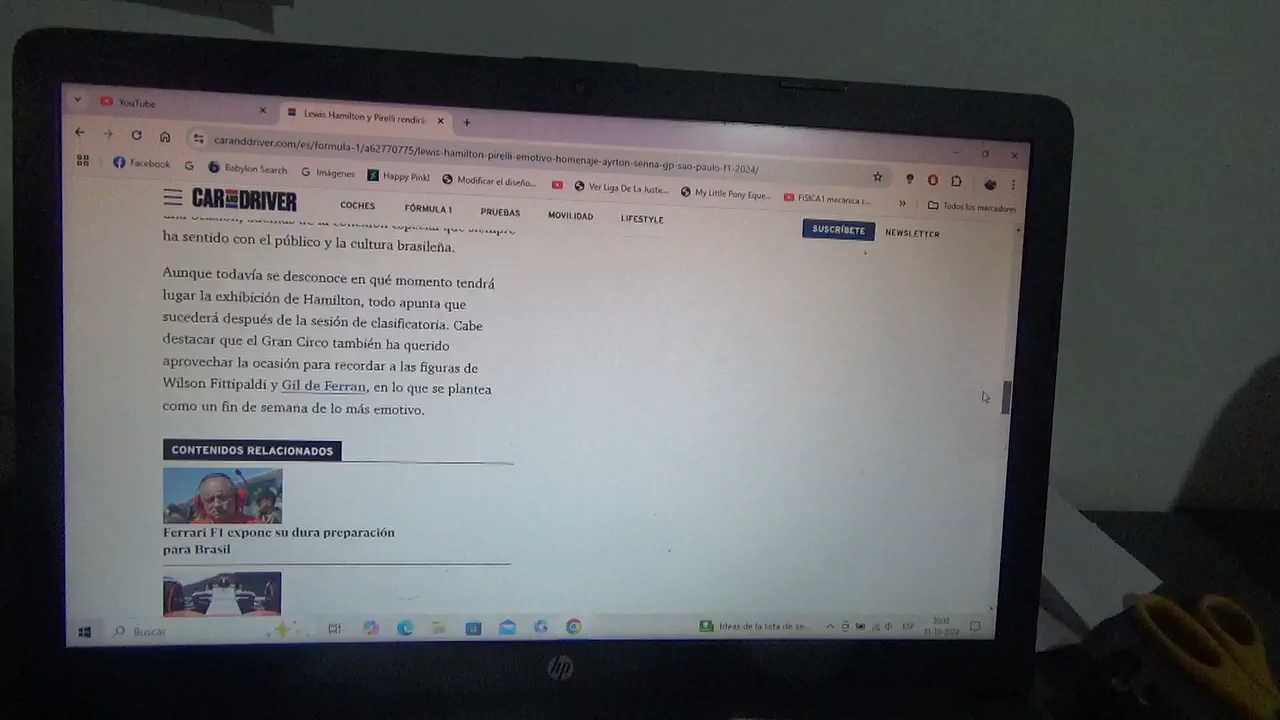 YouTube
Lewis Hamilton y Pirelli rendirá
caranddriver.com/es/formula-1/a62770775/lewis-hamilton-pirelli-emotivo-homenaje-ayrton-senna-gp-sao-paulo-f1-2024/
Facebook
Babylon Search
Imágenes
Happy Pink!
Modificar el diseño...
Ver Liga De La Justic...
My Little Pony Eque...
FISICA1 mecanica c...
Todos los marcadores
CAR AND DRIVER
COCHES
FÓRMULA 1
PRUEBAS
MOVILIDAD
LIFESTYLE
SUSCRÍBETE
NEWSLETTER
ha sentido con el público y la cultura brasileña.
Aunque todavía se desconoce en qué momento tendrá
lugar la exhibición de Hamilton, todo apunta que
sucederá después de la sesión de clasificatoria. Cabe
destacar que el Gran Circo también ha querido
aprovechar la ocasión para recordar a las figuras de
Wilson Fittipaldi y Gil de Ferran, en lo que se plantea
como un fin de semana de lo más emotivo.
CONTENIDOS RELACIONADOS
Ferrari F1 expone su dura preparación
para Brasil
Buscar
Ideas de la lista de se...
ESP
31-10-2024
hp